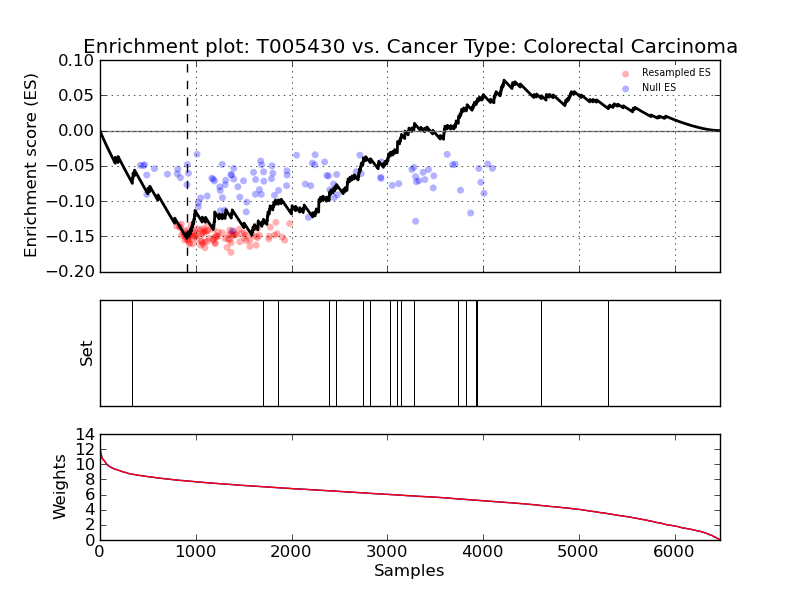 Enrichment plot: T005430 vs. Cancer Type: Colorectal Carcinoma
Enrichment score (ES)
0.10
0.05
0.00
−0.05
−0.10
−0.15
−0.20
Resampled ES
Null ES
Set
Weights
14
12
10
8
6
4
2
0
0 1000 2000 3000 4000 5000 6000
Samples